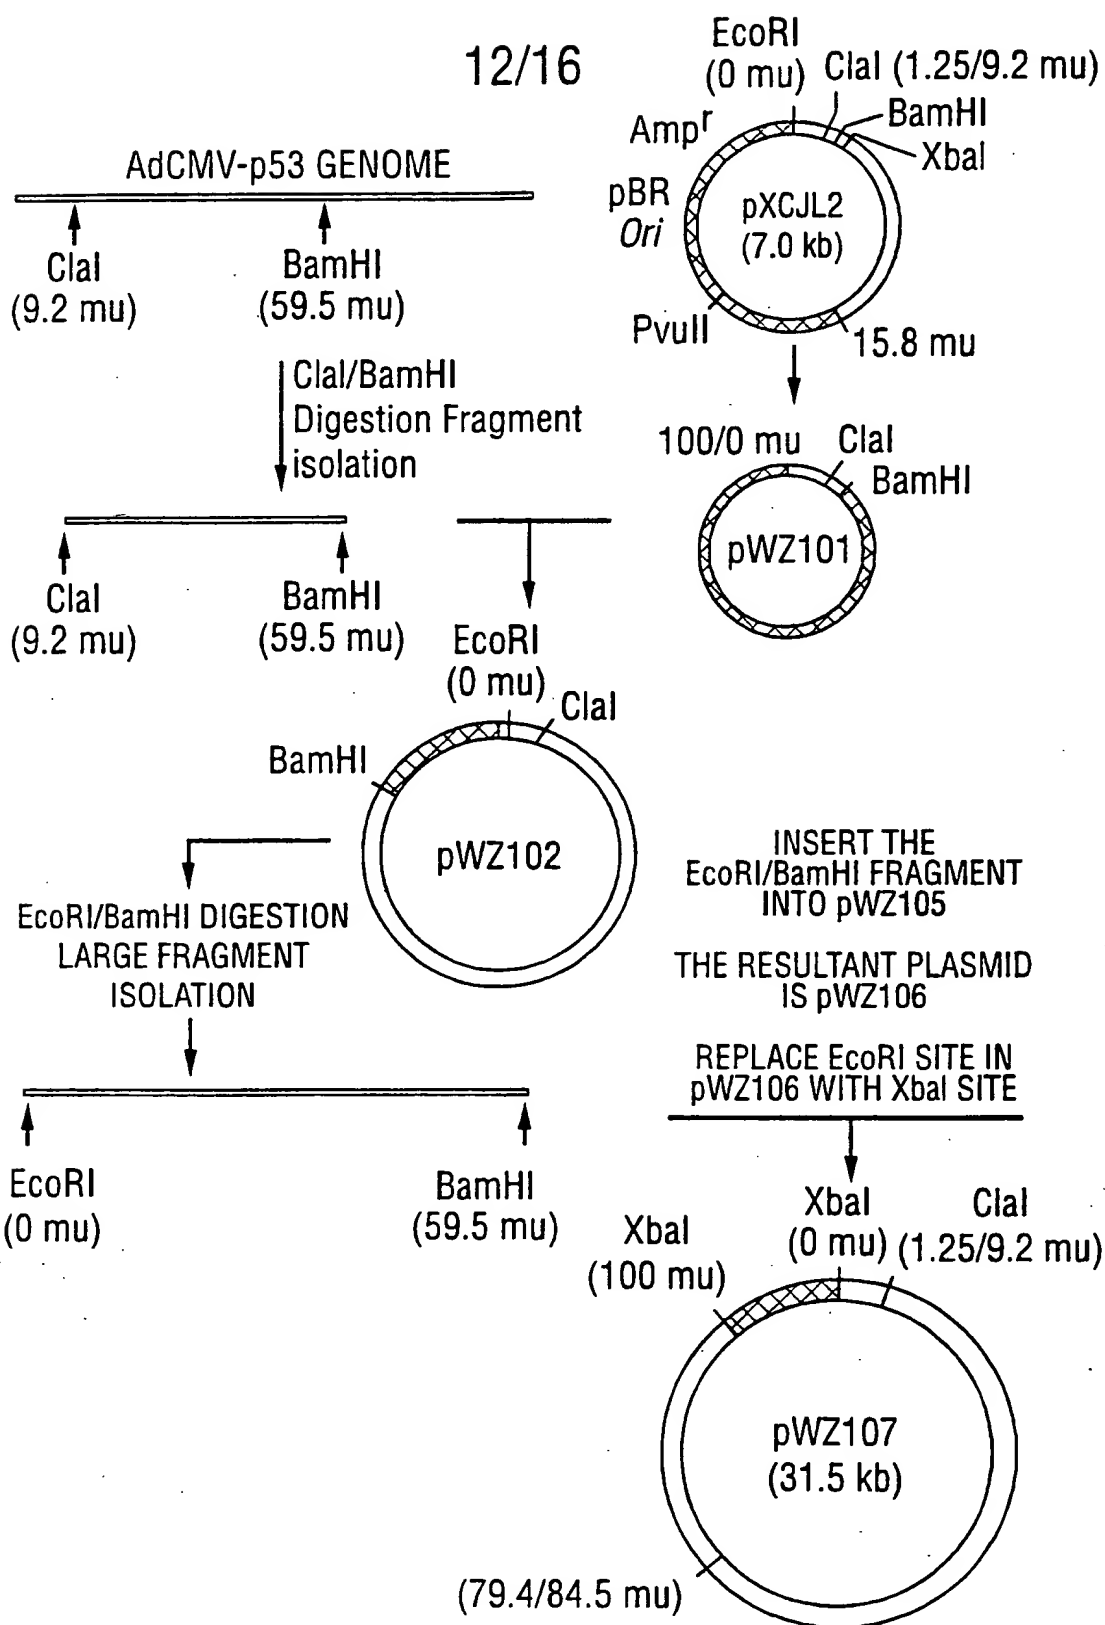 12/16
EcoRI
(0 mu)
ClaI (1.25/9.2 mu)
BamHI
XbaI
Ampr
pBR
Ori
pXCJL2
(7.0 kb)
PvuII
15.8 mu
AdCMV-p53 GENOME
ClaI
(9.2 mu)
BamHI
(59.5 mu)
ClaI/BamHI
Digestion Fragment
isolation
100/0 mu
ClaI
BamHI
pWZ101
ClaI
(9.2 mu)
BamHI
(59.5 mu)
EcoRI
(0 mu)
ClaI
BamHI
pWZ102
EcoRI/BamHI DIGESTION
LARGE FRAGMENT
ISOLATION
INSERT THE
EcoRI/BamHI FRAGMENT
INTO pWZ105
THE RESULTANT PLASMID
IS pWZ106
REPLACE EcoRI SITE IN
pWZ106 WITH XbaI SITE
EcoRI
(0 mu)
BamHI
(59.5 mu)
XbaI
(100 mu)
XbaI
(0 mu)
ClaI
(1.25/9.2 mu)
pWZ107
(31.5 kb)
(79.4/84.5 mu)